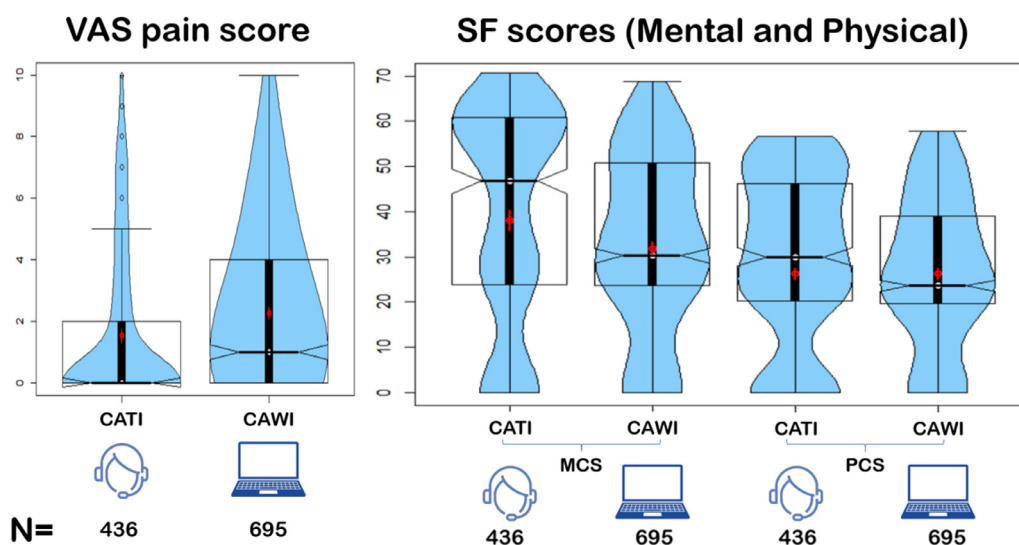 VAS pain score
SF scores (Mental and Physical)
10
8
6
4
2
0
CATI
CAWI
70
60
50
40
30
20
10
0
CATI
CAWI
CATI
CAWI
MCS
PCS
N=
436
695
436
695
436
695